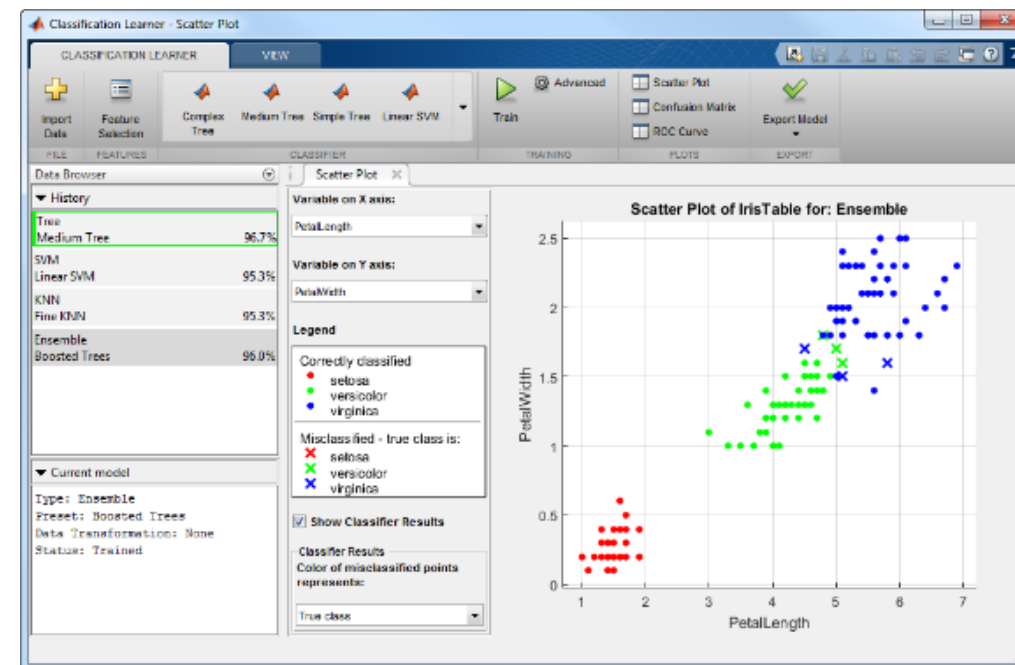 Classification Learner - Scatter Plot
CLASSIFICATION LEARNER
VIEW
Import
Data
Feature
Selection
Complex
Tree
Medium Tree
Simple Tree
Linear SVM
Train
Advanced
Scatter Plot
Confusion Matrix
ROC Curve
Export Model
FILE
FEATURES
CLASSIFIER
TRAINING
PLOTS
EXPORT
Data Browser
History
Tree
Medium Tree 96.7%
SVM
Linear SVM 95.3%
KNN
Fine KNN 95.3%
Ensemble
Boosted Trees 96.0%
Current model
Type: Ensemble
Preset: Boosted Trees
Data Transformation: None
Status: Trained
Scatter Plot
Variable on X axis:
PetalLength
Variable on Y axis:
PetalWidth
Legend
Correctly classified
setosa
versicolor
virginica
Misclassified - true class is:
setosa
versicolor
virginica
Show Classifier Results
Classifier Results
Color of misclassified points
represents:
True class
Scatter Plot of IrisTable for: Ensemble
PetalWidth
2.5
2
1.5
1
0.5
0
1 2 3 4 5 6 7
PetalLength